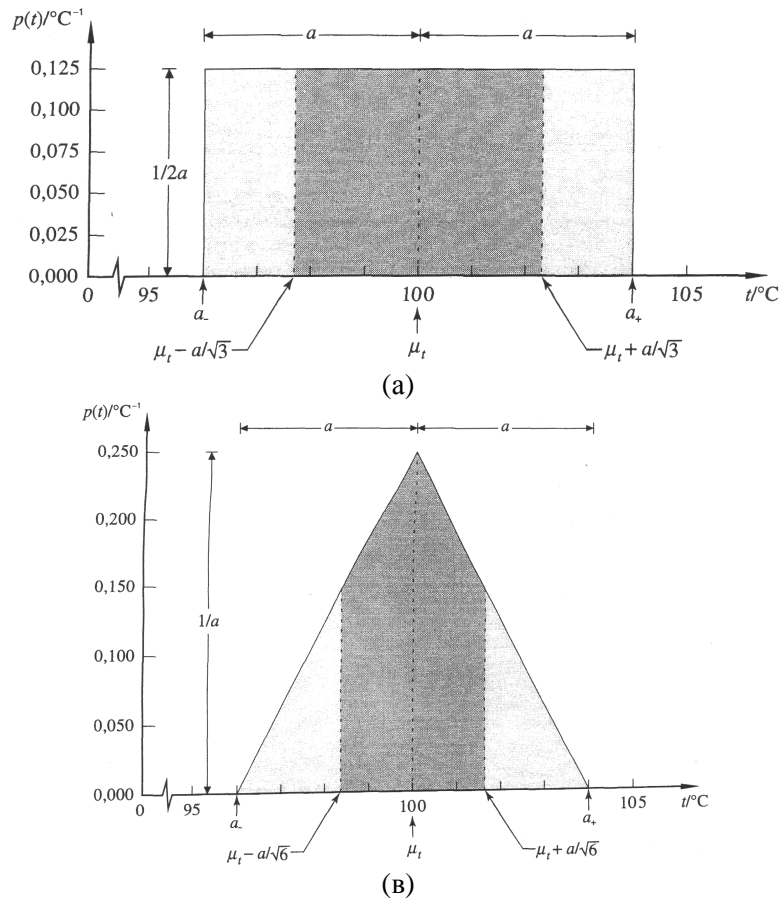 p(t)/°C⁻¹
a a
0,125
0,100
0,075
1/2a
0,050
0,025
0,000
0 95 100 105 t/°C
a₋ a₊
μₜ − a/√3 μₜ μₜ + a/√3
(а)
p(t)/°C⁻¹
a a
0,250
0,200
0,150
1/a
0,100
0,050
0,000
0 95 100 105 t/°C
a₋ a₊
μₜ − a/√6 μₜ μₜ + a/√6
(в)